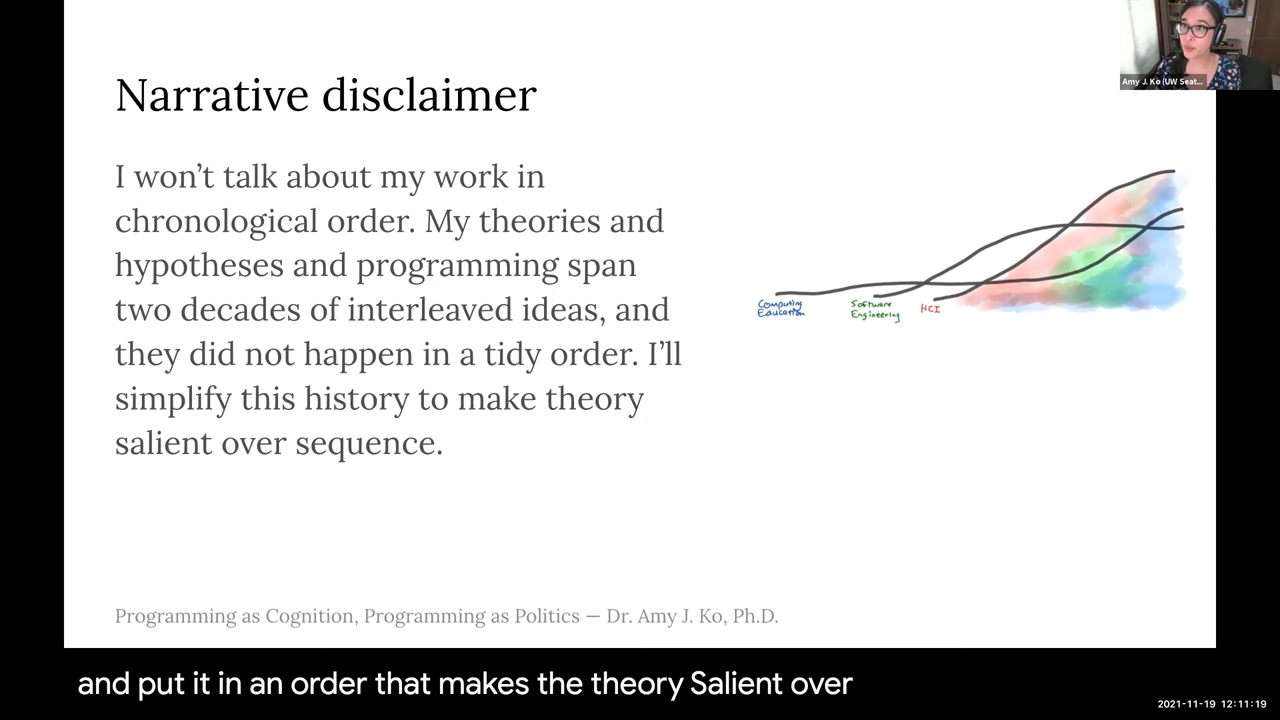 Narrative disclaimer
I won’t talk about my work in
chronological order. My theories and
hypotheses and programming span
two decades of interleaved ideas, and
they did not happen in a tidy order. I’ll
simplify this history to make theory
salient over sequence.
Computing
Education
Software
Engineering
HCI
Programming as Cognition, Programming as Politics — Dr. Amy J. Ko, Ph.D.
Amy J. Ko (UW Seat...
and put it in an order that makes the theory Salient over
2021-11-19 12:11:19